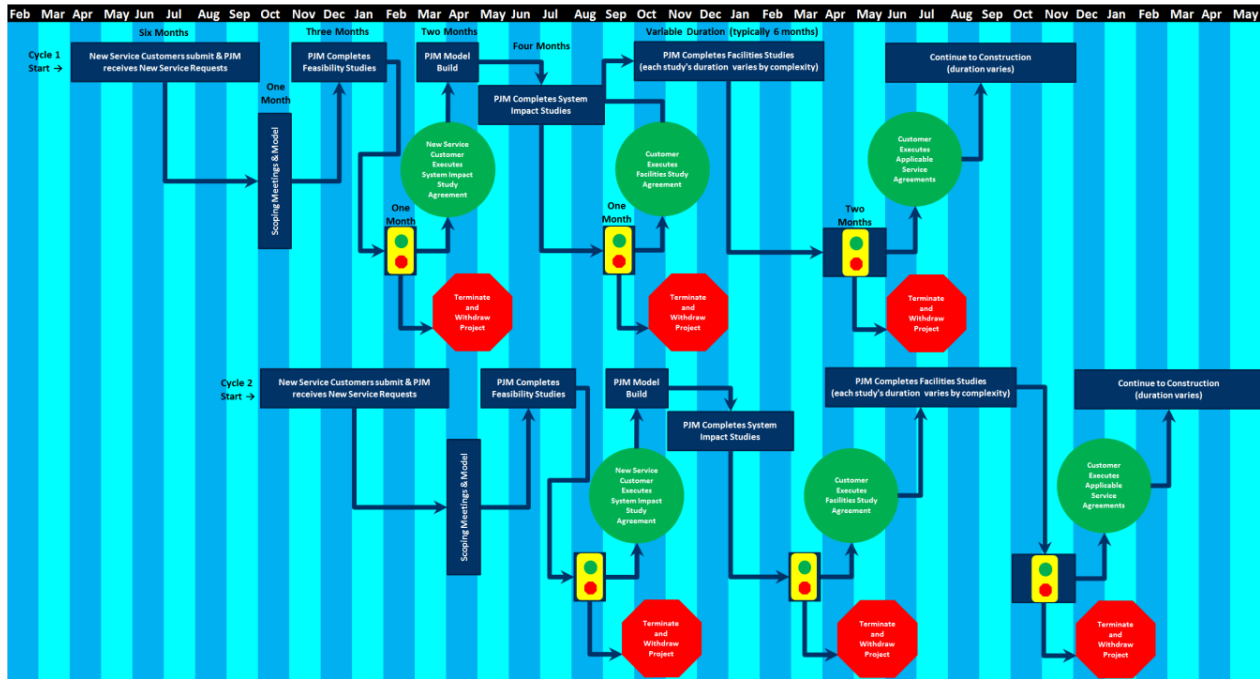 Feb Mar Apr May Jun Jul Aug Sep Oct Nov Dec Jan Feb Mar Apr May Jun Jul Aug Sep Oct Nov Dec Jan Feb Mar Apr May Jun Jul Aug Sep Oct Nov Dec Jan Feb Mar Apr May
Six Months
Three Months
Two Months
Four Months
Variable Duration (typically 6 months)
Cycle 1
Start →
New Service Customers submit & PJM
receives New Service Requests
One
Month
Scoping Meetings & Model
PJM Completes
Feasibility Studies
PJM Model
Build
PJM Completes System
Impact Studies
PJM Completes Facilities Studies
(each study's duration varies by complexity)
Continue to Construction
(duration varies)
New Service
Customer
Executes
System Impact
Study
Agreement
Customer
Executes
Facilities Study
Agreement
Customer
Executes
Applicable
Service
Agreements
One
Month
One
Month
Two
Months
Terminate
and
Withdraw
Project
Terminate
and
Withdraw
Project
Terminate
and
Withdraw
Project
Cycle 2
Start →
New Service Customers submit & PJM
receives New Service Requests
Scoping Meetings & Model
PJM Completes
Feasibility Studies
PJM Model
Build
PJM Completes System
Impact Studies
PJM Completes Facilities Studies
(each study's duration varies by complexity)
Continue to Construction
(duration varies)
New Service
Customer
Executes
System Impact
Study
Agreement
Customer
Executes
Facilities Study
Agreement
Customer
Executes
Applicable
Service
Agreements
Terminate
and
Withdraw
Project
Terminate
and
Withdraw
Project
Terminate
and
Withdraw
Project